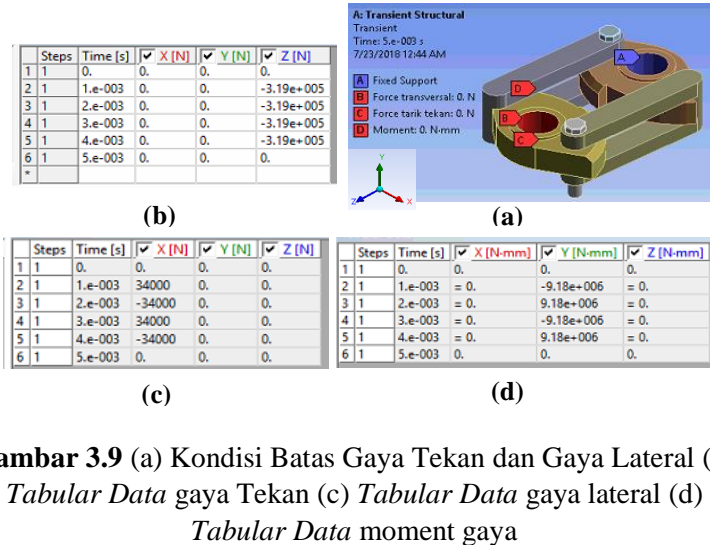 Steps Time [s] ✓ X [N] ✓ Y [N] ✓ Z [N]
1 1 0. 0. 0. 0.
2 1 1.e-003 0. 0. -3.19e+005
3 1 2.e-003 0. 0. -3.19e+005
4 1 3.e-003 0. 0. -3.19e+005
5 1 4.e-003 0. 0. -3.19e+005
6 1 5.e-003 0. 0. 0.
*
(b)
A: Transient Structural
Transient
Time: 5.e-003 s
7/23/2018 12:44 AM
A Fixed Support
B Force transversal: 0. N
C Force tarik tekan: 0. N
D Moment: 0. N·mm
A
D
B
C
Y
Z X
(a)
Steps Time [s] ✓ X [N] ✓ Y [N] ✓ Z [N]
1 1 0. 0. 0. 0.
2 1 1.e-003 34000 0. 0.
3 1 2.e-003 -34000 0. 0.
4 1 3.e-003 34000 0. 0.
5 1 4.e-003 -34000 0. 0.
6 1 5.e-003 0. 0. 0.
(c)
Steps Time [s] ✓ X [N·mm] ✓ Y [N·mm] ✓ Z [N·mm]
1 1 0. 0. 0. 0.
2 1 1.e-003 = 0. -9.18e+006 = 0.
3 1 2.e-003 = 0. 9.18e+006 = 0.
4 1 3.e-003 = 0. -9.18e+006 = 0.
5 1 4.e-003 = 0. 9.18e+006 = 0.
6 1 5.e-003 0. 0. 0.
(d)
ambar 3.9 (a) Kondisi Batas Gaya Tekan dan Gaya Lateral (
Tabular Data gaya Tekan (c) Tabular Data gaya lateral (d)
Tabular Data moment gaya